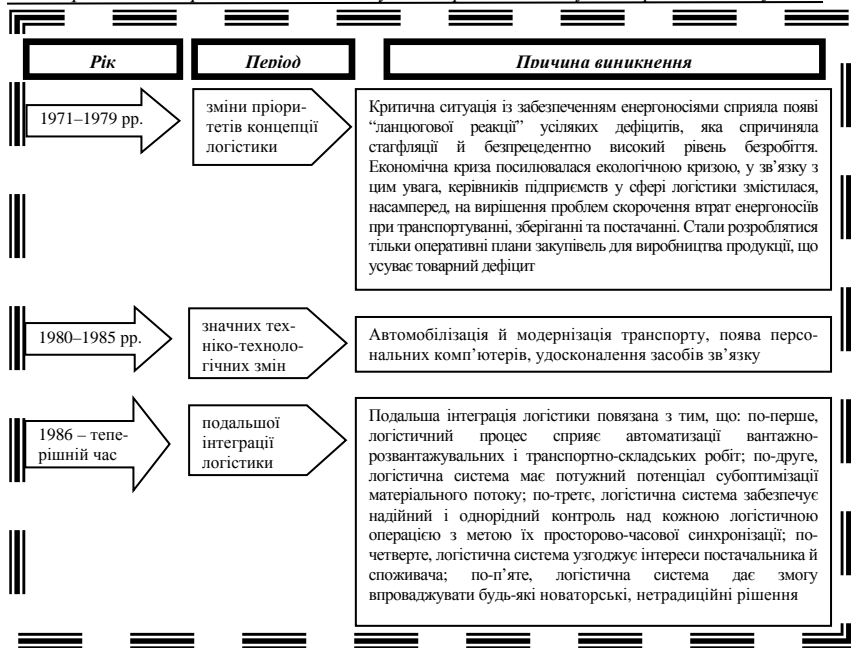 Рік
Період
Причина виникнення
1971–1979 рр.
зміни пріори-
тетів концепції
логістики
Критична ситуація із забезпеченням енергоносіями сприяла появі
“ланцюгової реакції” усіляких дефіцитів, яка спричиняла
стагфляції й безпрецедентно високий рівень безробіття.
Економічна криза посилювалася екологічною кризою, у зв’язку з
цим увага, керівників підприємств у сфері логістики змістилася,
насамперед, на вирішення проблем скорочення втрат енергоносіїв
при транспортуванні, зберіганні та постачанні. Стали розроблятися
тільки оперативні плани закупівель для виробництва продукції, що
усуває товарний дефіцит
1980–1985 рр.
значних тех-
ніко-техноло-
гічних змін
Автомобілізація й модернізація транспорту, поява персо-
нальних комп’ютерів, удосконалення засобів зв’язку
1986 – тепе-
рішній час
подальшої
інтеграції
логістики
Подальша інтеграція логістики повязана з тим, що: по-перше,
логістичний процес сприяє автоматизації вантажно-
розвантажувальних і транспортно-складських робіт; по-друге,
логістична система має потужний потенціал субоптимізації
матеріального потоку; по-третє, логістична система забезпечує
надійний і однорідний контроль над кожною логістичною
операцією з метою їх просторово-часової синхронізації; по-
четверте, логістична система узгоджує інтереси постачальника й
споживача; по-п’яте, логістична система дає змогу
впроваджувати будь-які новаторські, нетрадиційні рішення